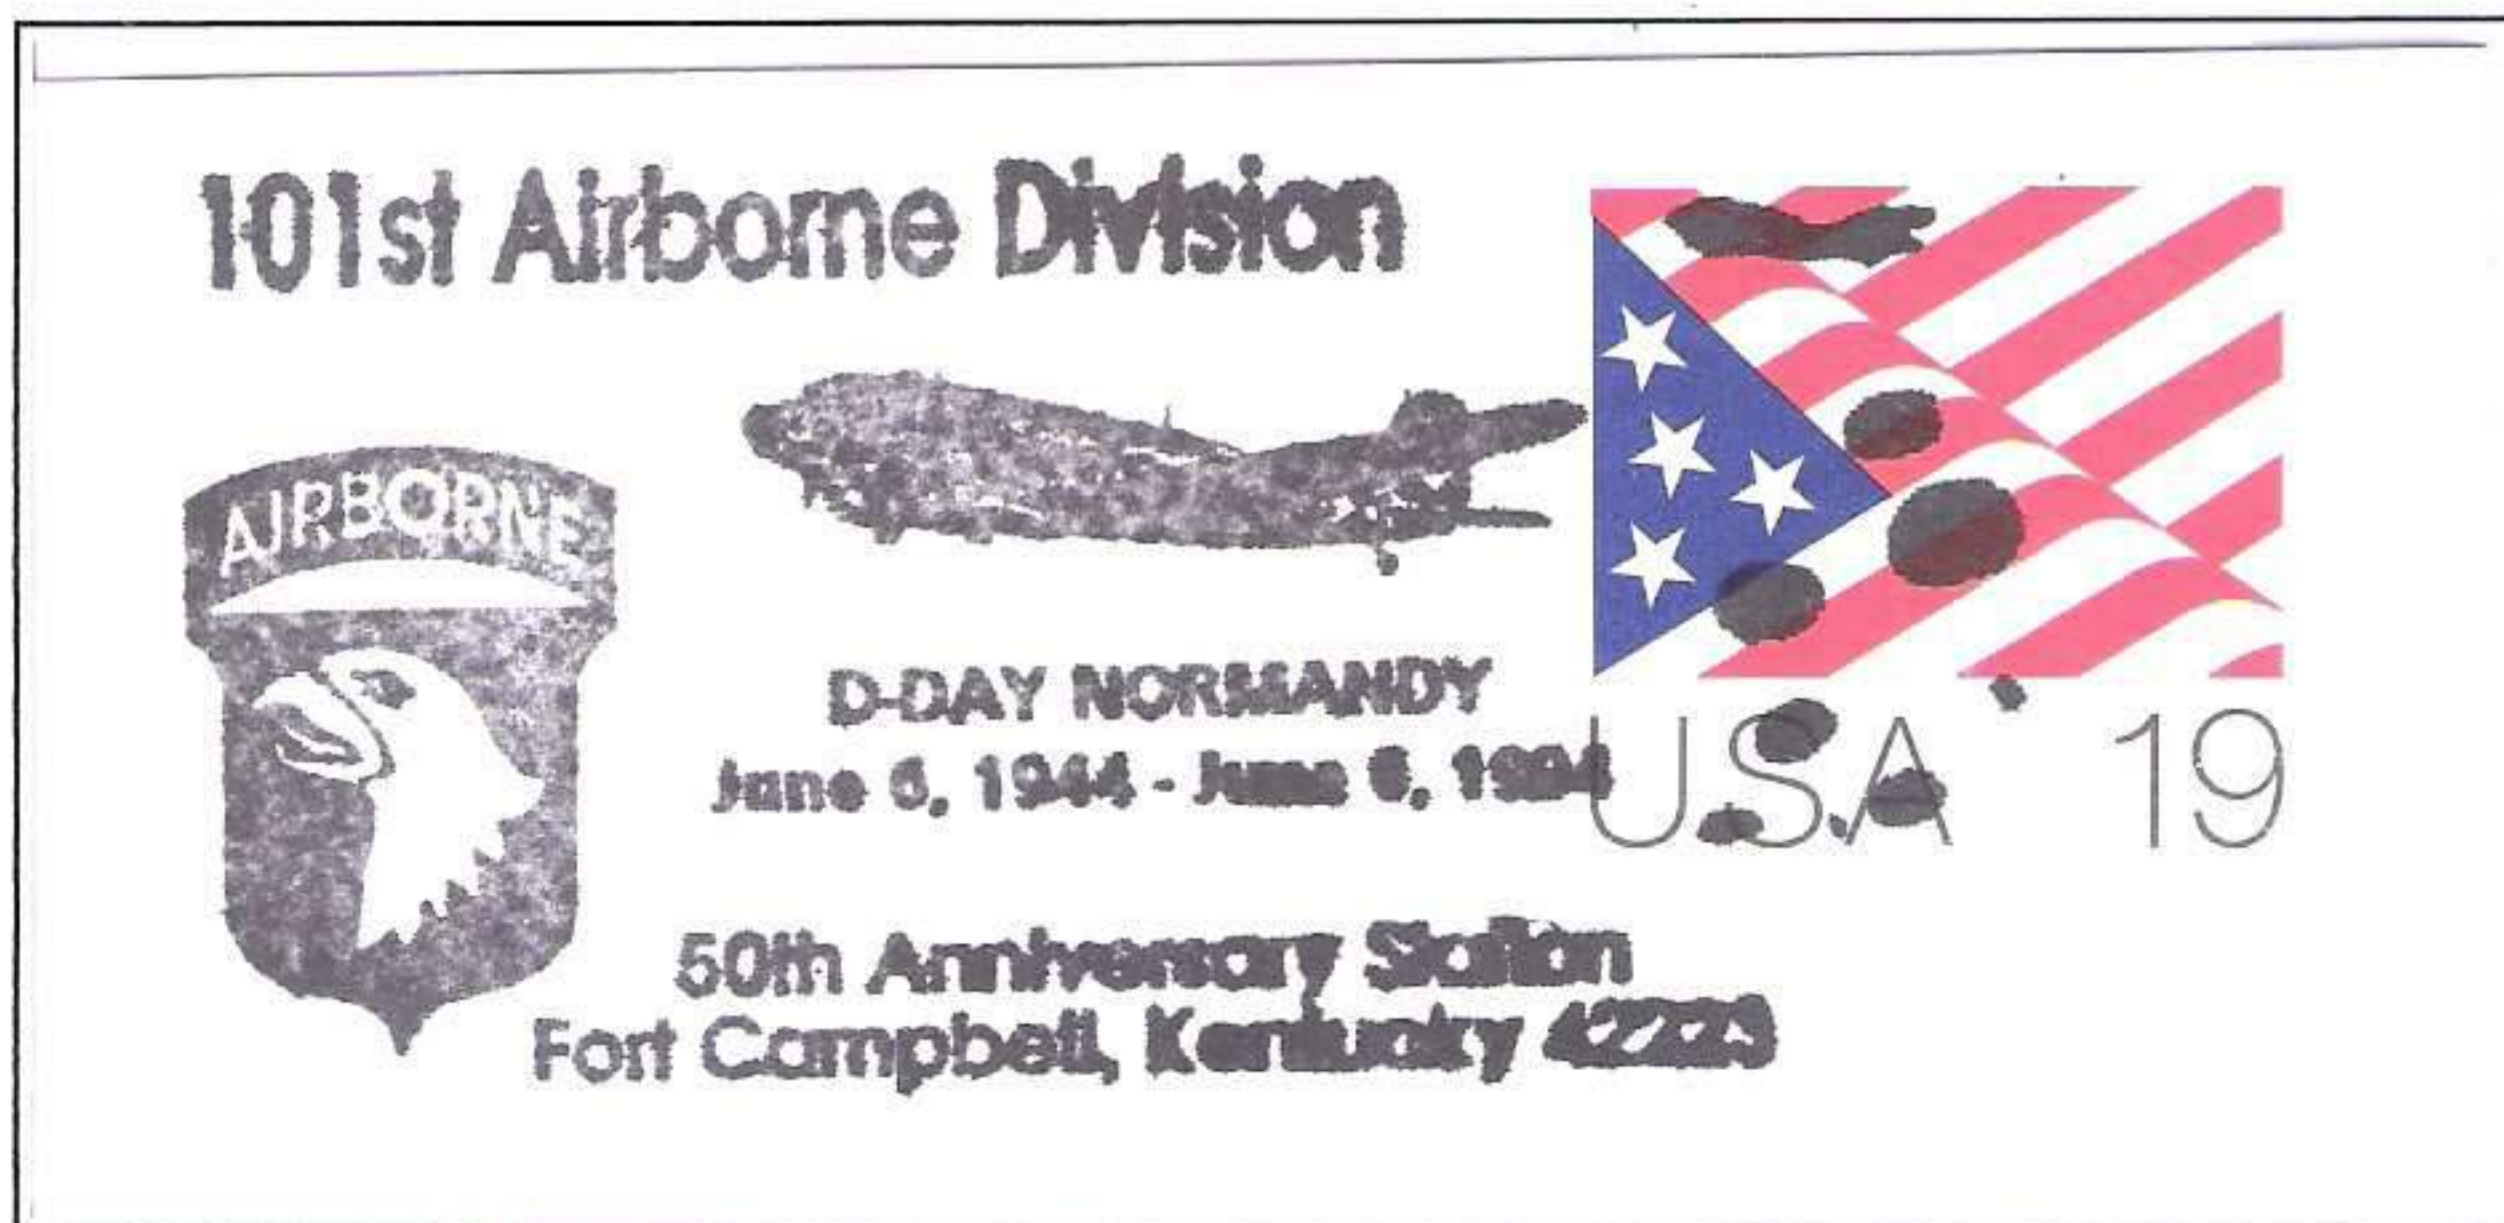 101st Airborne Division
AIRBORNE
D-DAY NORMANDY
June 6, 1944 - June 6, 1994
U.S.A 19
50th Anniversary Station
Fort Campbell, Kentucky 42223